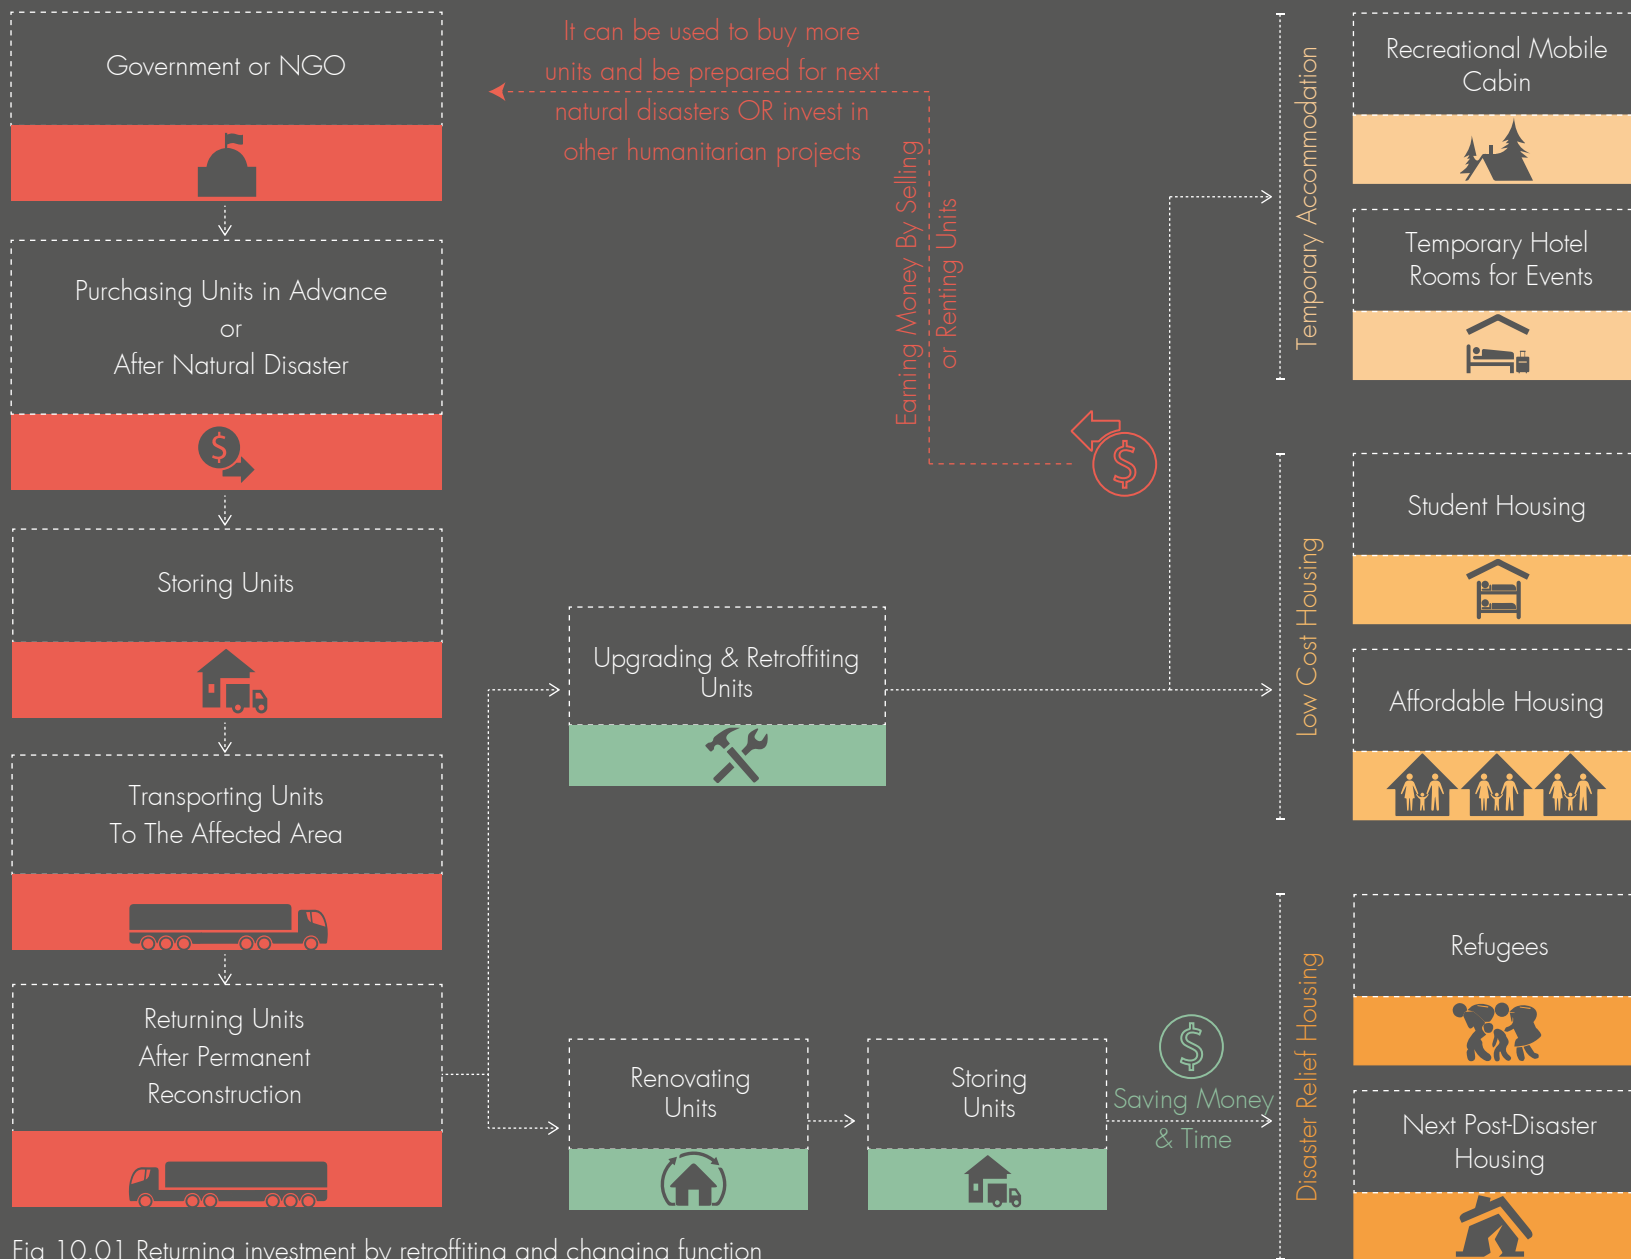 Government or NGO
Purchasing Units in Advance
or
After Natural Disaster
Storing Units
Transporting Units
To The Affected Area
Returning Units
After Permanent
Reconstruction
It can be used to buy more
units and be prepared for next
natural disasters OR invest in
other humanitarian projects
Earning Money By Selling
or Renting Units
Upgrading & Retroffiting
Units
Renovating
Units
Storing
Units
Saving Money
& Time
Temporary Accommodation
Recreational Mobile
Cabin
Temporary Hotel
Rooms for Events
Low Cost Housing
Student Housing
Affordable Housing
Disaster Relief Housing
Refugees
Next Post-Disaster
Housing
Fig 10.01 Returning investment by retroffiting and changing function